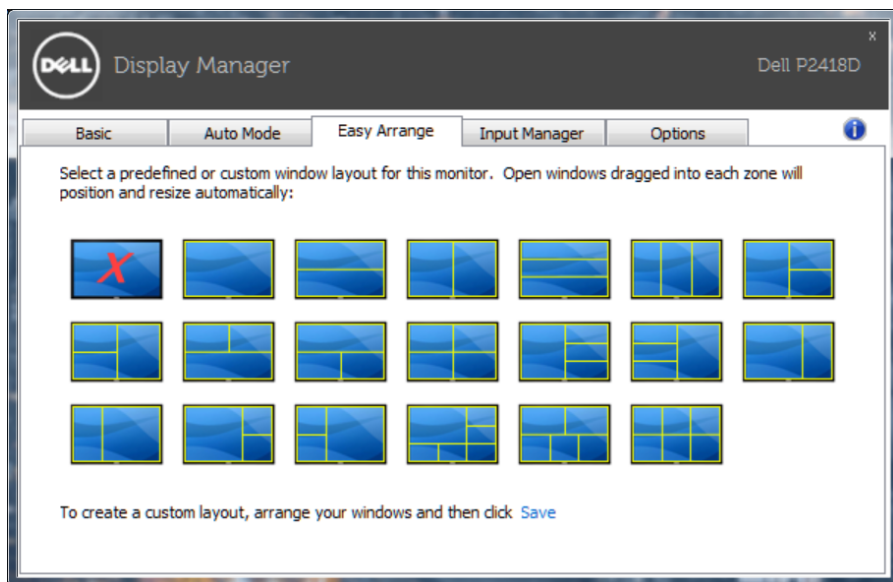 x
DELL
Display Manager
Dell P2418D
Basic
Auto Mode
Easy Arrange
Input Manager
Options
i
Select a predefined or custom window layout for this monitor. Open windows dragged into each zone will
position and resize automatically:
X
To create a custom layout, arrange your windows and then click Save